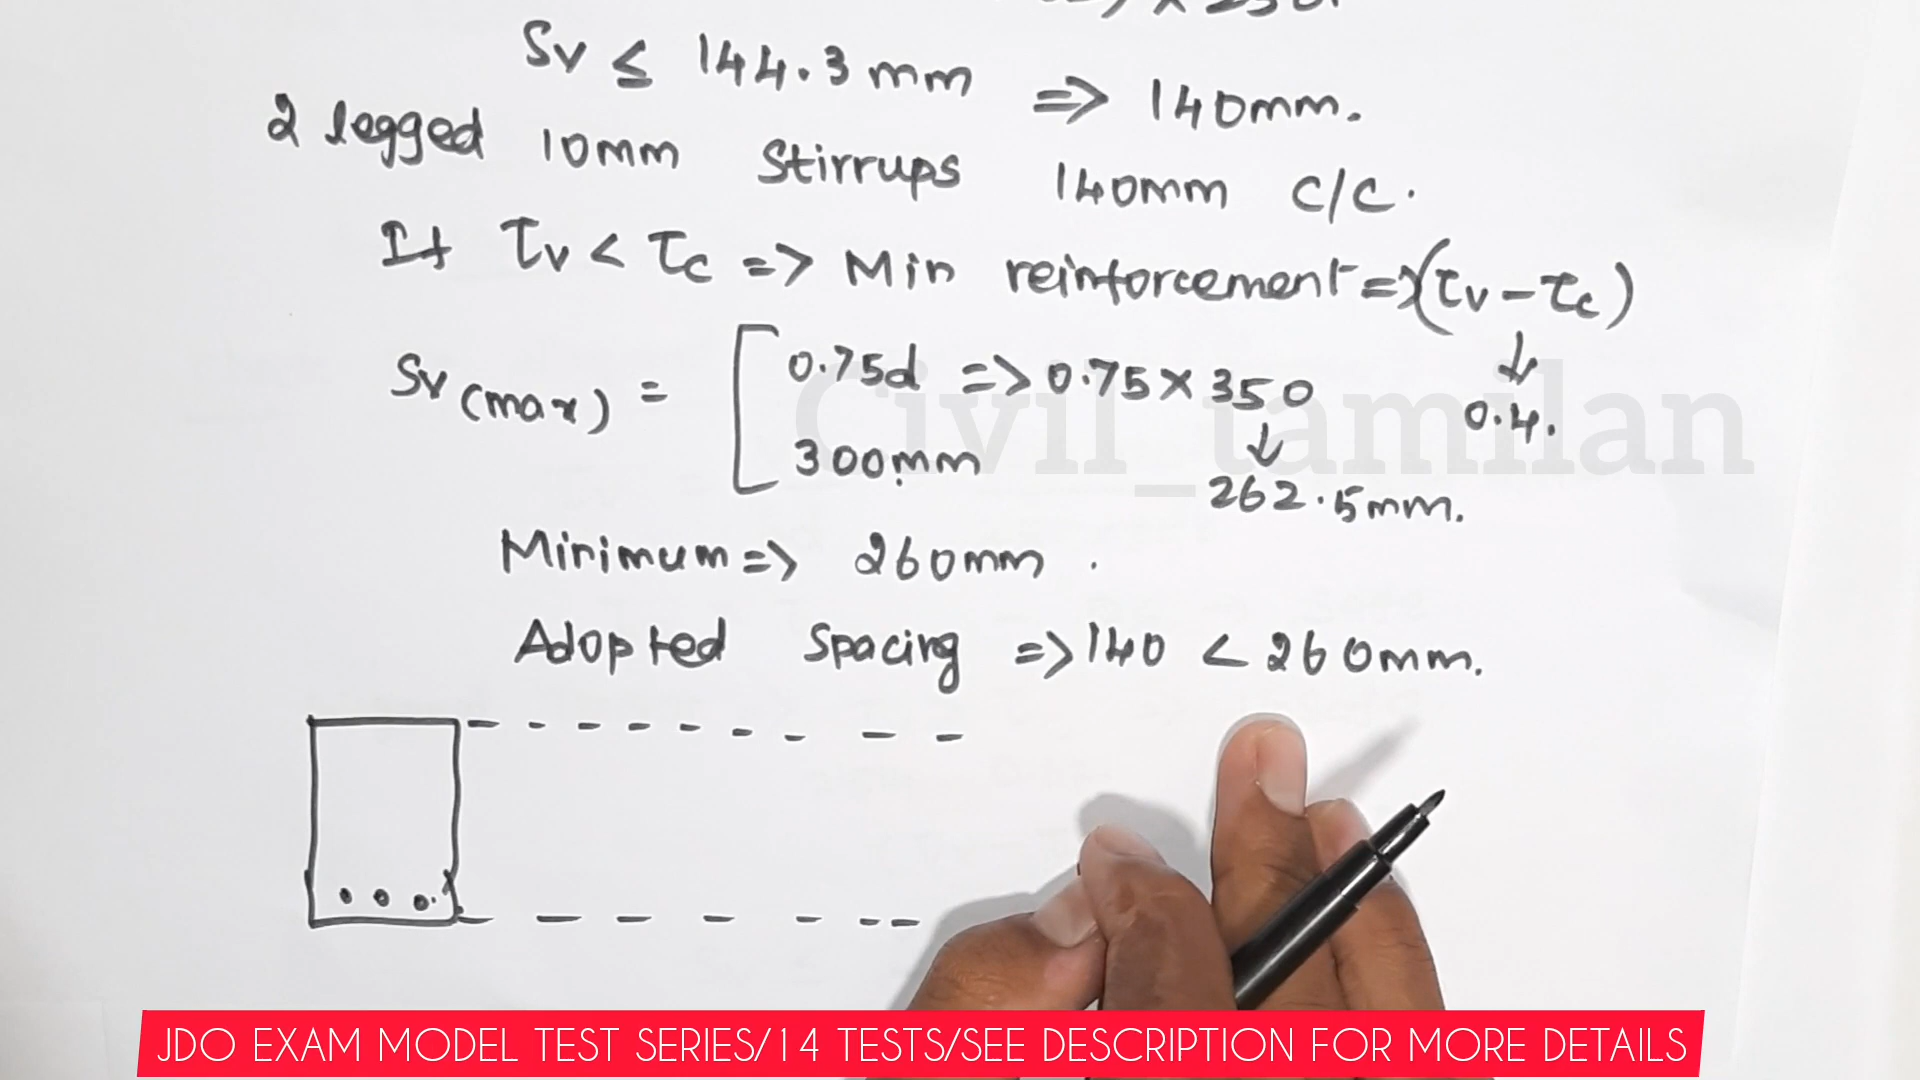 Sv ≤ 144.3 mm => 140mm.
2 legged 10mm Stirrups 140mm c/c.
If τv < τc => Min reinforcement => (τv - τc)
↓
0.4.
Sv(max) = [ 0.75d => 0.75 × 350
300mm
↓
262.5mm.
Minimum => 260mm.
Adopted Spacing => 140 < 260mm.
Civil_tamilan
JDO EXAM MODEL TEST SERIES/14 TESTS/SEE DESCRIPTION FOR MORE DETAILS